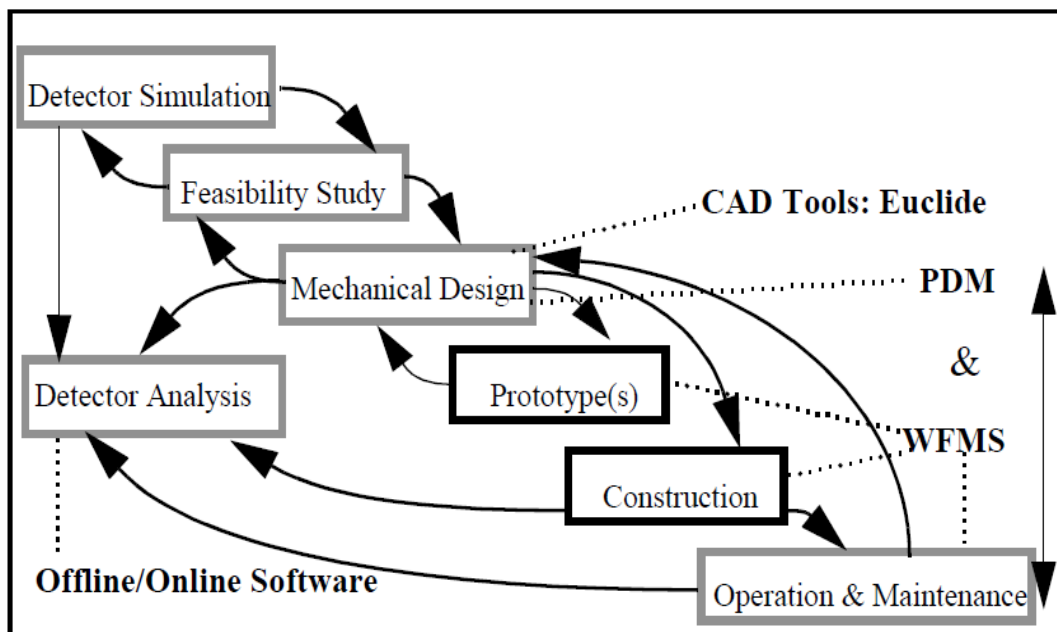 Detector Simulation
Feasibility Study
CAD Tools: Euclide
Mechanical Design
PDM
&
Detector Analysis
Prototype(s)
WFMS
Construction
Offline/Online Software
Operation & Maintenance